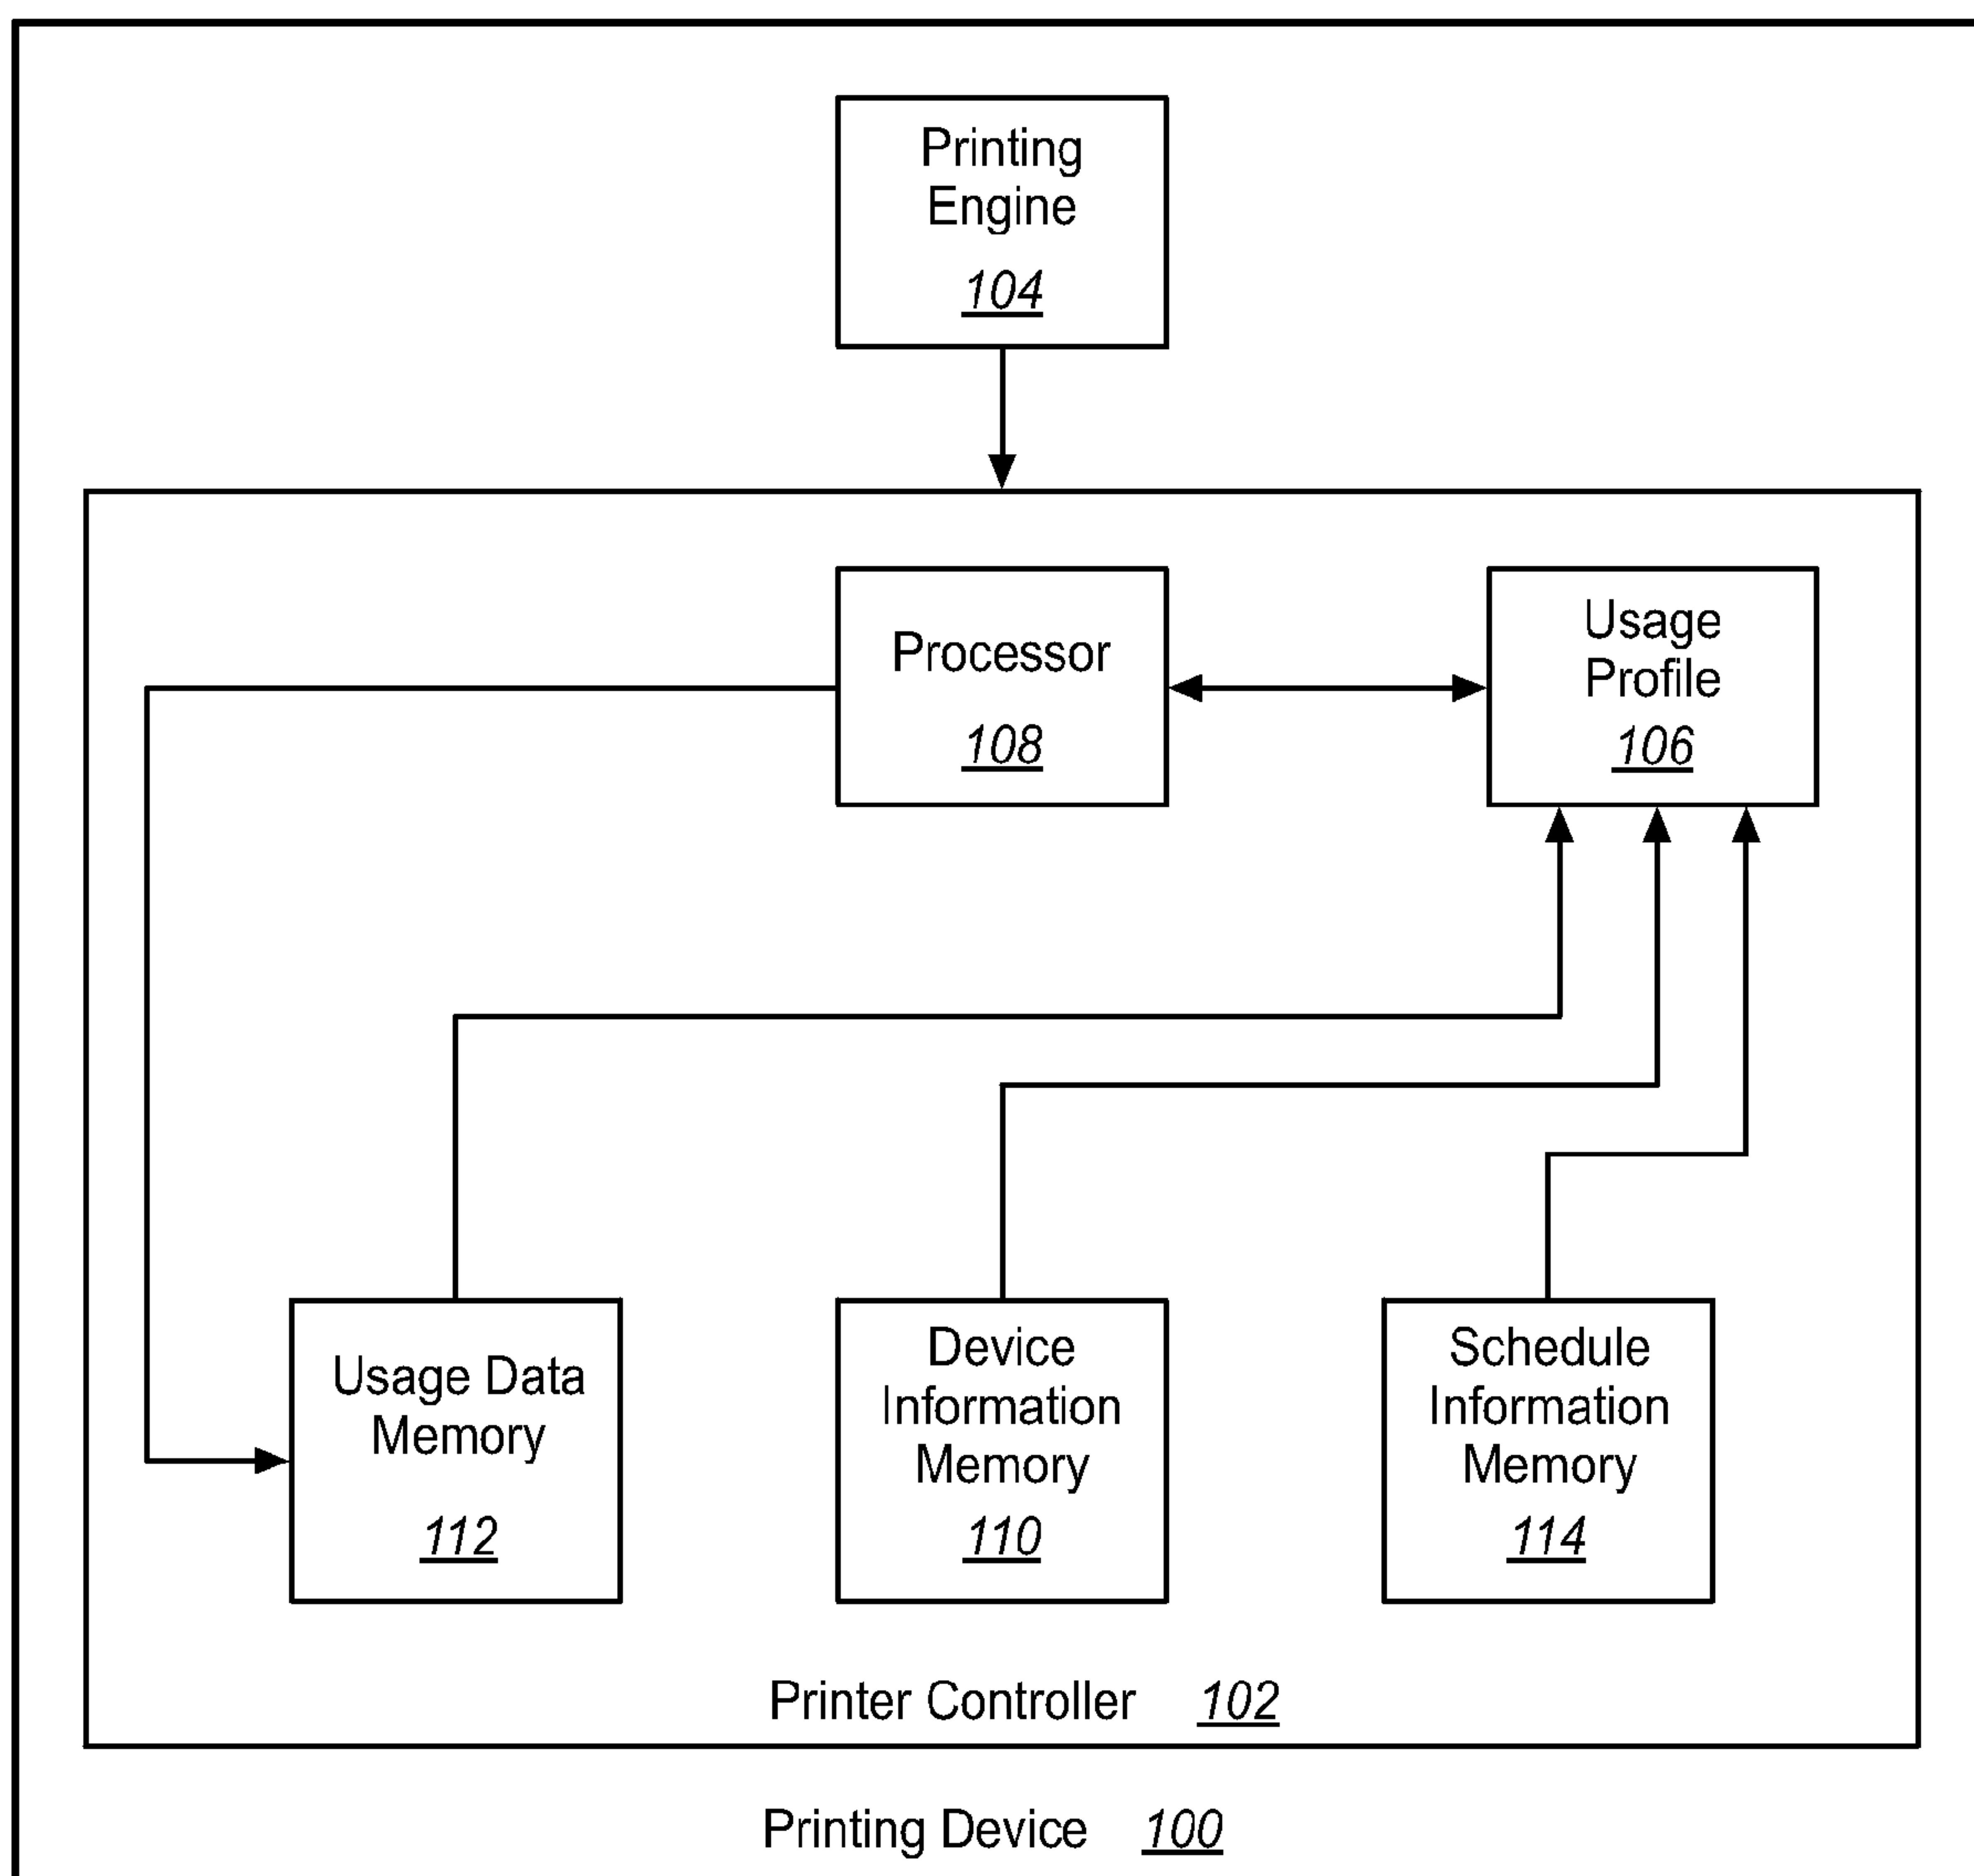 Printing
Engine
104
Processor
108
Usage
Profile
106
Usage Data
Memory
112
Device
Information
Memory
110
Schedule
Information
Memory
114
Printer Controller 102
Printing Device 100